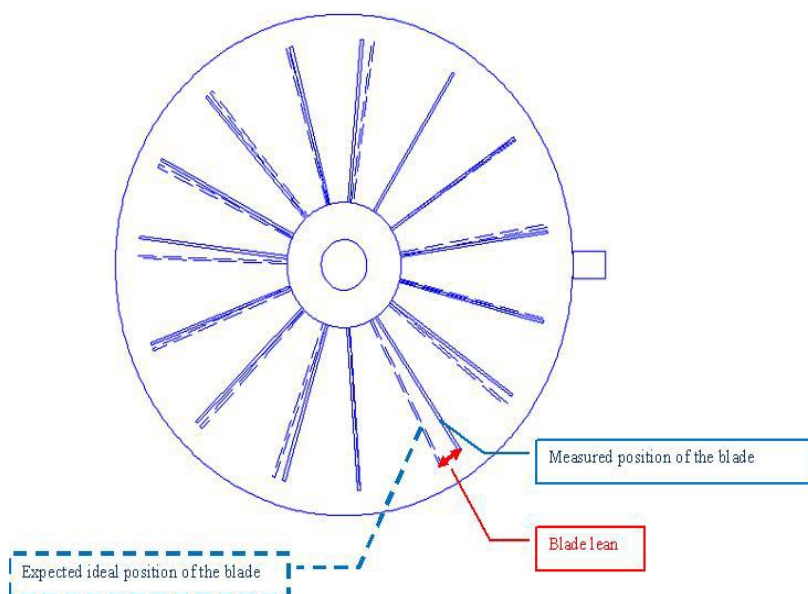 Measured position of the blade
Blade lean
Expected ideal position of the blade